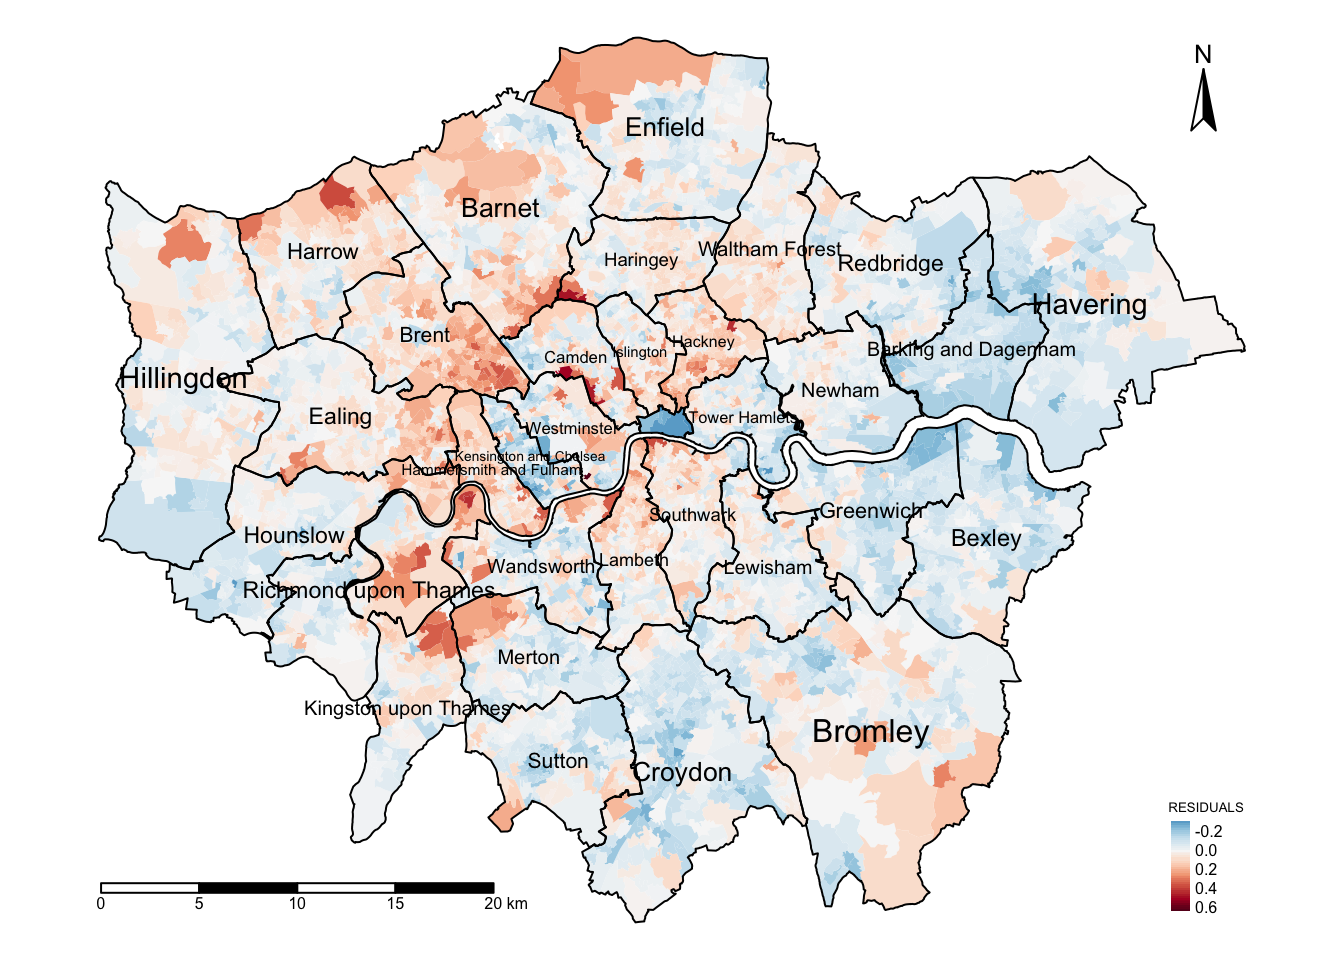 N
Enfield
Barnet
Harrow
Haringey
Waltham Forest
Redbridge
Havering
Brent
Camden
Islington
Hackney
Barking and Dagenham
Hillingdon
Newham
Ealing
Westminster
Tower Hamlets
Kensington and Chelsea
Hammersmith and Fulham
Hounslow
Southwark
Greenwich
Bexley
Richmond upon Thames
Wandsworth
Lambeth
Lewisham
Merton
Kingston upon Thames
Bromley
Sutton
Croydon
RESIDUALS
-0.2
0.0
0.2
0.4
0.6
0 5 10 15 20 km